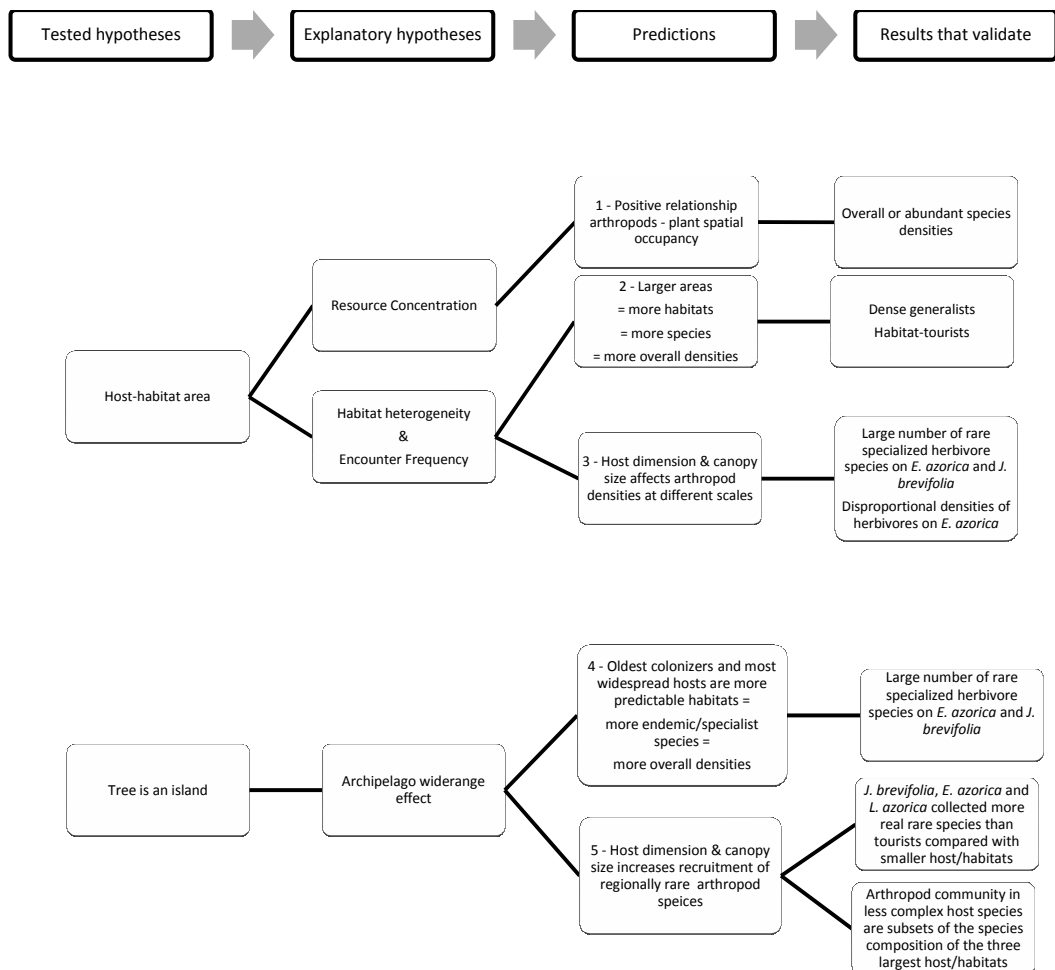 Tested hypotheses
Explanatory hypotheses
Predictions
Results that validate
Host-habitat area
Resource Concentration
Habitat heterogeneity
&
Encounter Frequency
1 - Positive relationship
arthropods - plant spatial
occupancy
Overall or abundant species
densities
2 - Larger areas
= more habitats
= more species
= more overall densities
Dense generalists
Habitat-tourists
3 - Host dimension & canopy
size affects arthropod
densities at different scales
Large number of rare
specialized herbivore
species on E. azorica and J.
brevifolia
Disproportional densities of
herbivores on E. azorica
Tree is an island
Archipelago widerange
effect
4 - Oldest colonizers and most
widespread hosts are more
predictable habitats =
more endemic/specialist
species =
more overall densities
Large number of rare
specialized herbivore
species on E. azorica and J.
brevifolia
5 - Host dimension & canopy
size increases recruitment of
regionally rare arthropod
speices
J. brevifolia, E. azorica and
L. azorica collected more
real rare species than
tourists compared with
smaller host/habitats
Arthropod community in
less complex host species
are subsets of the species
composition of the three
largest host/habitats